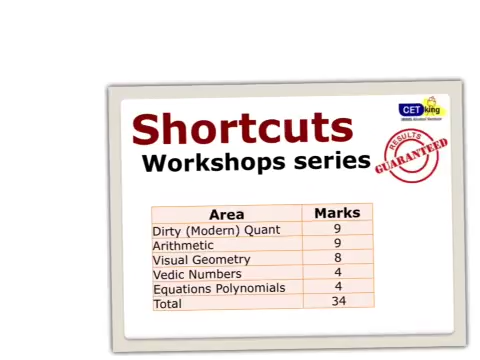 CET king
Shortcuts
Workshops series
RESULTS
GUARANTEED
Area Marks
Dirty (Modern) Quant 9
Arithmetic 9
Visual Geometry 8
Vedic Numbers 4
Equations Polynomials 4
Total 34